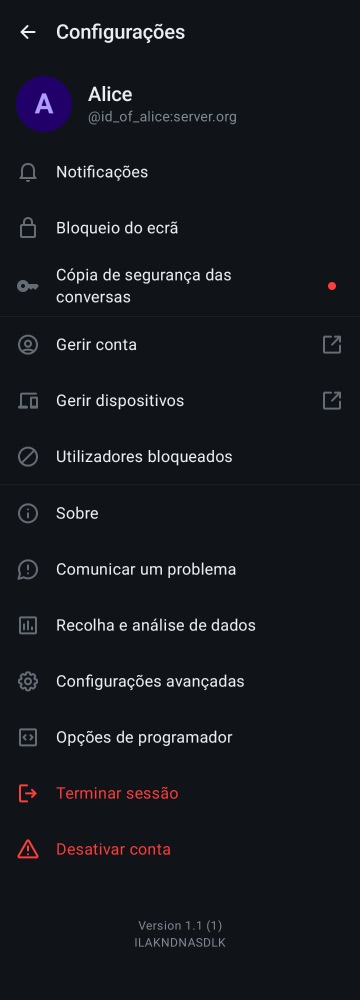 Configurações
A
Alice
@id_of_alice:server.org
Notificações
Bloqueio do ecrã
Cópia de segurança das
conversas
Gerir conta
Gerir dispositivos
Utilizadores bloqueados
Sobre
Comunicar um problema
Recolha e análise de dados
Configurações avançadas
Opções de programador
Terminar sessão
Desativar conta
Version 1.1 (1)
ILAKNDNASDLK